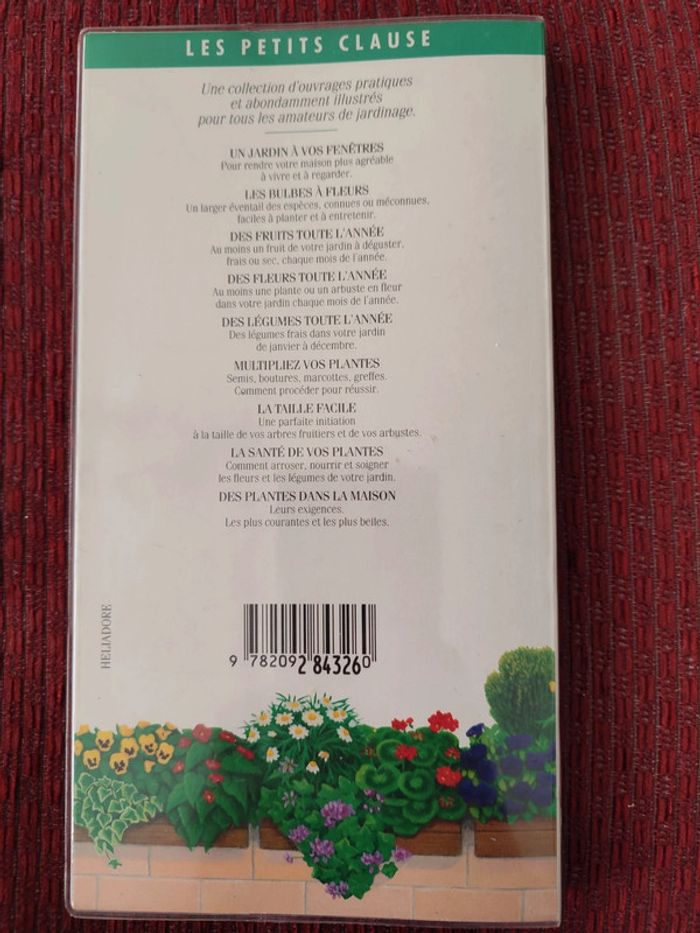 LES PETITS CLAUSE
Une collection d'ouvrages pratiques
et abondamment illustrés
pour tous les amateurs de jardinage.
UN JARDIN À VOS FENÊTRES
Pour rendre votre maison plus agréable
à vivre et à regarder.
LES BULBES À FLEURS
Un larger éventail des espèces, connues ou méconnues,
faciles à planter et à entretenir.
DES FRUITS TOUTE L'ANNÉE
Au moins un fruit de votre jardin à déguster,
frais ou sec, chaque mois de l'année.
DES FLEURS TOUTE L'ANNÉE
Au moins une plante ou un arbuste en fleur
dans votre jardin chaque mois de l'année.
DES LÉGUMES TOUTE L'ANNÉE
Des légumes frais dans votre jardin
de janvier à décembre.
MULTIPLIEZ VOS PLANTES
Semis, boutures, marcottes, greffes.
Comment procéder pour réussir.
LA TAILLE FACILE
Une parfaite initiation
à la taille de vos arbres fruitiers et de vos arbustes.
LA SANTÉ DE VOS PLANTES
Comment arroser, nourrir et soigner
les fleurs et les légumes de votre jardin.
DES PLANTES DANS LA MAISON
Leurs exigences.
Les plus courantes et les plus belles.
HELIADORE
9 782092 843260